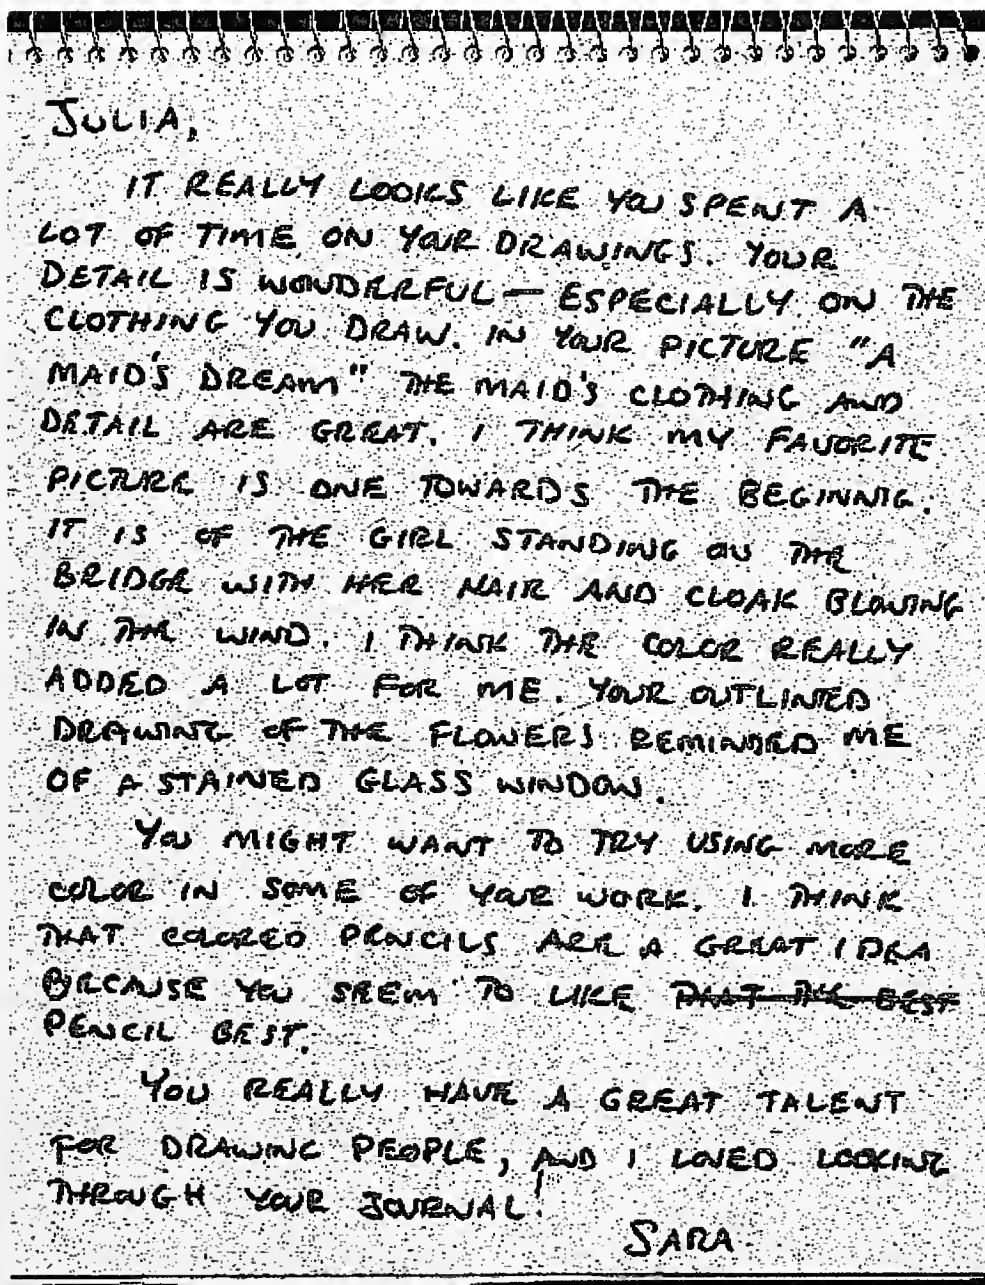 JULIA,
IT REALLY LOOKS LIKE YOU SPENT A
LOT OF TIME ON YOUR DRAWINGS. YOUR
DETAIL IS WONDERFUL — ESPECIALLY ON THE
CLOTHING YOU DRAW. IN YOUR PICTURE "A
MAID'S DREAM" THE MAID'S CLOTHING AND
DETAIL ARE GREAT. I THINK MY FAVORITE
PICTURE IS ONE TOWARDS THE BEGINNIG.
IT IS OF THE GIRL STANDING ON THE
BRIDGE WITH HER HAIR AND CLOAK BLOWING
IN THE WIND. I THINK THE COLOR REALLY
ADDED A LOT FOR ME. YOUR OUTLINED
DRAWING OF THE FLOWERS REMINDED ME
OF A STAINED GLASS WINDOW.
YOU MIGHT WANT TO TRY USING MORE
COLOR IN SOME OF YOUR WORK. I THINK
THAT COLORED PENCILS ARE A GREAT IDEA
BECAUSE YOU SEEM TO LIKE THAT THE BEST
PENCIL BEST.
YOU REALLY HAVE A GREAT TALENT
FOR DRAWING PEOPLE, AND I LOVED LOOKING
THROUGH YOUR JOURNAL!
SARA